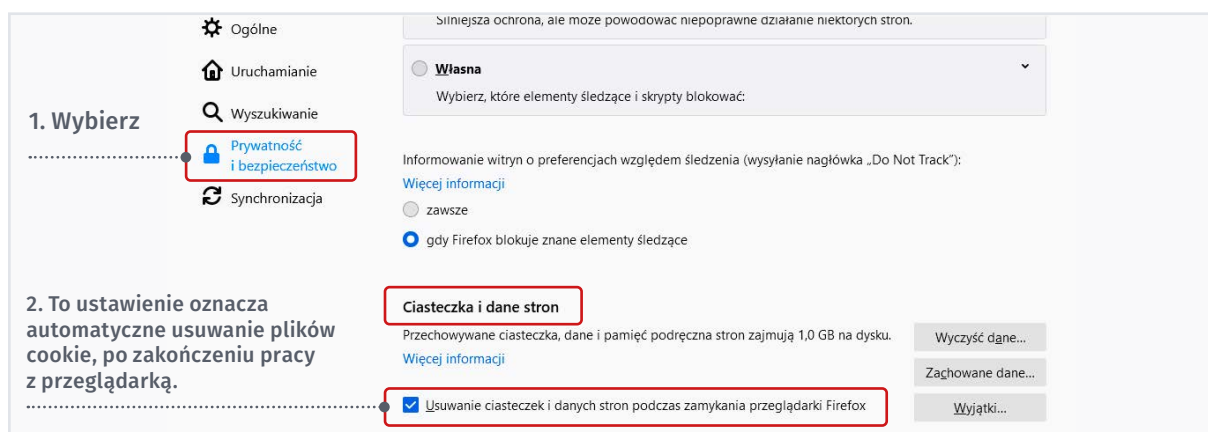 Silniejsza ochrona, ale może powodować niepoprawne działanie niektórych stron.
Ogólne
Uruchamianie
Własna
Wybierz, które elementy śledzące i skrypty blokować:
Wyszukiwanie
1. Wybierz
Prywatność
i bezpieczeństwo
Synchronizacja
Informowanie witryn o preferencjach względem śledzenia (wysyłanie nagłówka „Do Not Track”):
Więcej informacji
zawsze
gdy Firefox blokuje znane elementy śledzące
2. To ustawienie oznacza
automatyczne usuwanie plików
cookie, po zakończeniu pracy
z przeglądarką.
Ciasteczka i dane stron
Przechowywane ciasteczka, dane i pamięć podręczna stron zajmują 1,0 GB na dysku.
Więcej informacji
Wyczyść dane...
Zachowane dane...
Wyjątki...
Usuwanie ciasteczek i danych stron podczas zamykania przeglądarki Firefox